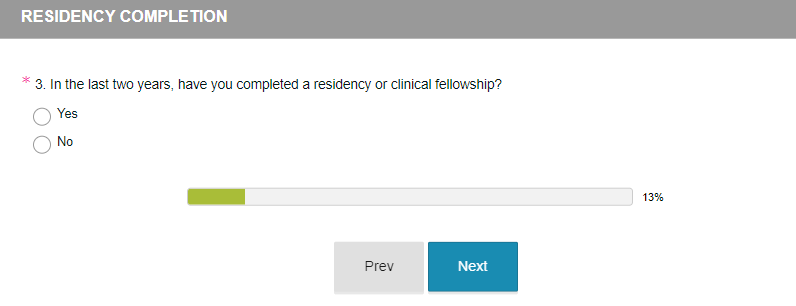 RESIDENCY COMPLETION
* 3. In the last two years, have you completed a residency or clinical fellowship?
Yes
No
13%
Prev Next